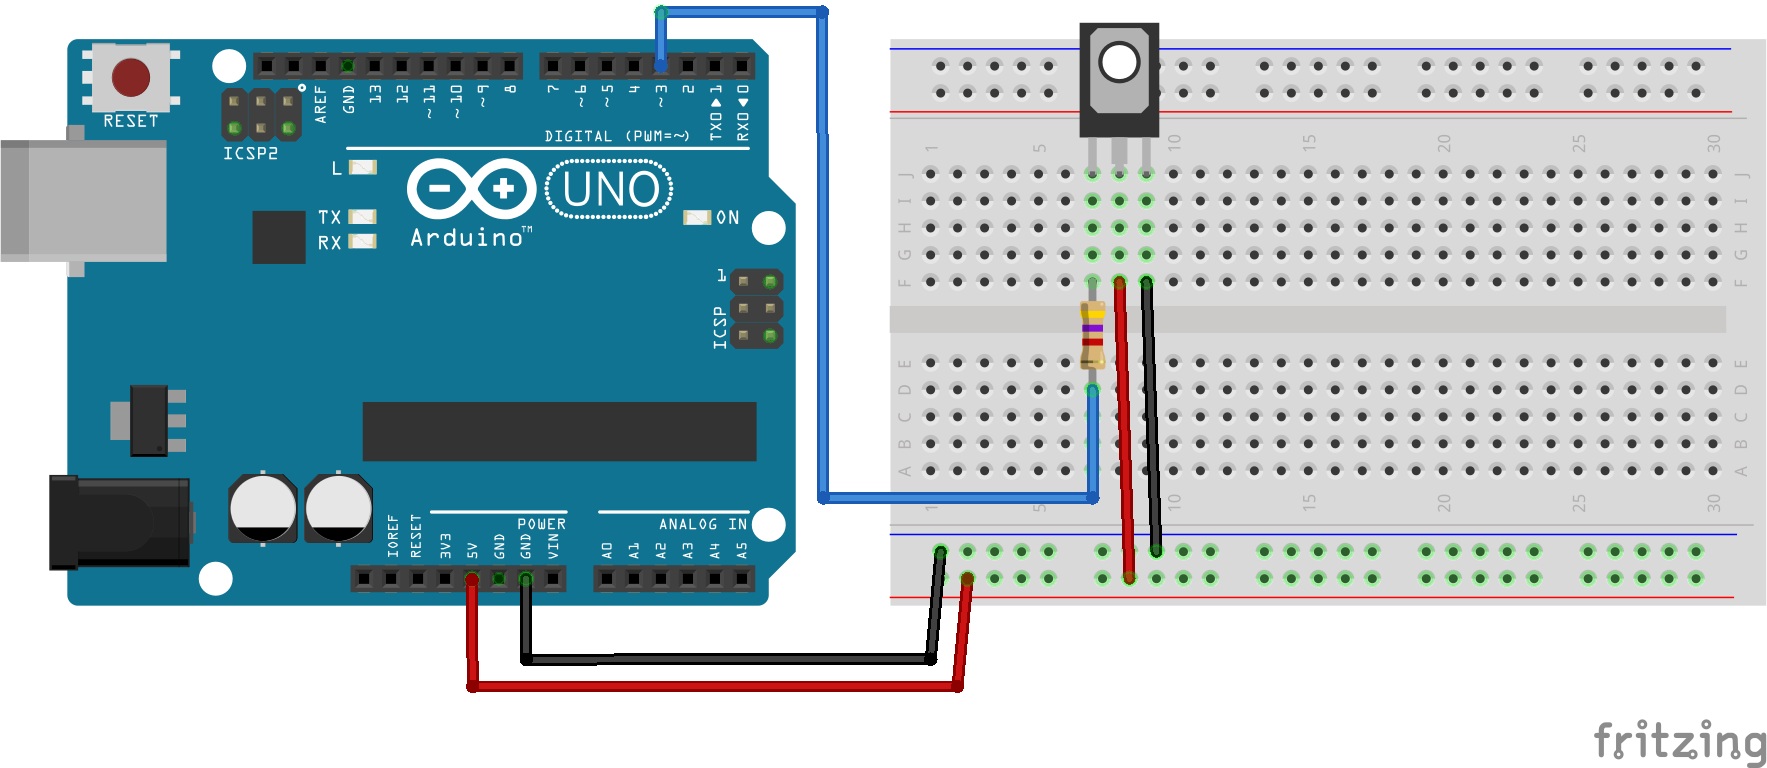 RESET
ICSP2
AREF
GND
13
12
~11
~10
~9
8
7
~6
~5
4
~3
2
TX0▶1
RX0◀0
DIGITAL (PWM=~)
L
TX
RX
UNO
Arduino™
ON
1
ICSP
IOREF
RESET
3V3
5V
GND
GND
VIN
POWER
ANALOG IN
A0
A1
A2
A3
A4
A5
1 5 10 15 20 25 30
J J
I I
H H
G G
F F
E E
D D
C C
B B
A A
1 5 10 15 20 25 30
fritzing